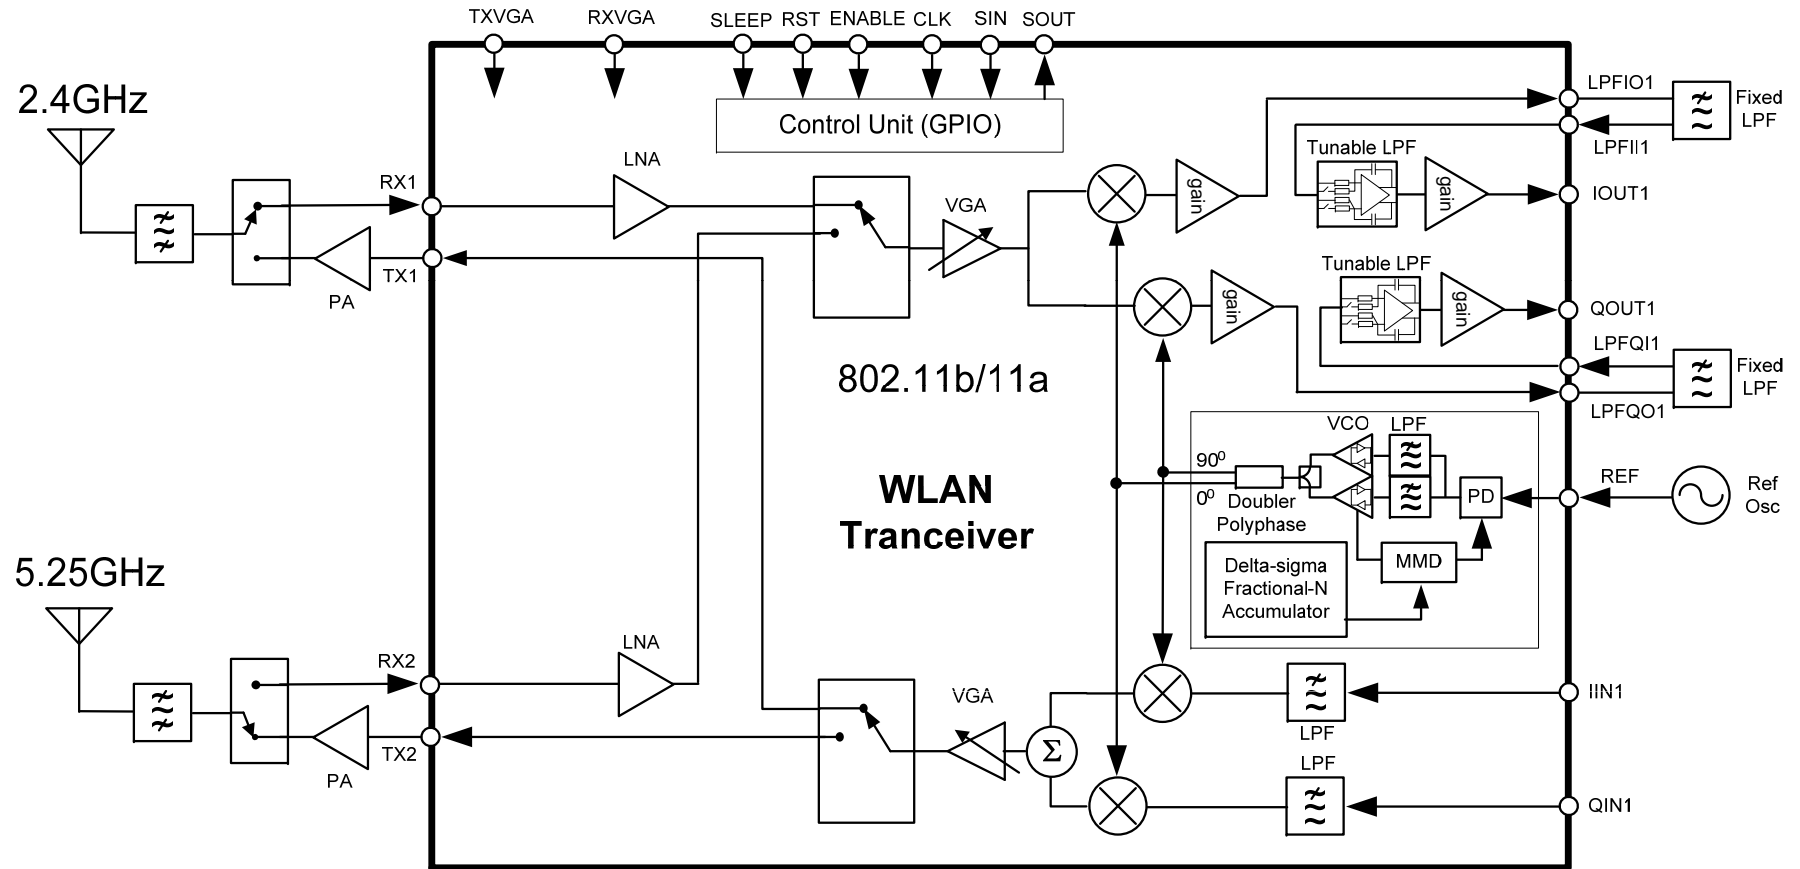 TXVGA
RXVGA
SLEEP
RST
ENABLE
CLK
SIN
SOUT
2.4GHz
Control Unit (GPIO)
LPFIO1
Fixed
LPF
LPFII1
Tunable LPF
gain
gain
IOUT1
RX1
LNA
VGA
TX1
PA
Tunable LPF
gain
gain
QOUT1
LPFQI1
Fixed
LPF
LPFQO1
802.11b/11a
WLAN
Tranceiver
VCO
LPF
90⁰
0⁰
Doubler
Polyphase
PD
REF
Ref
Osc
MMD
Delta-sigma
Fractional-N
Accumulator
5.25GHz
RX2
LNA
TX2
PA
VGA
Σ
LPF
IIN1
LPF
QIN1